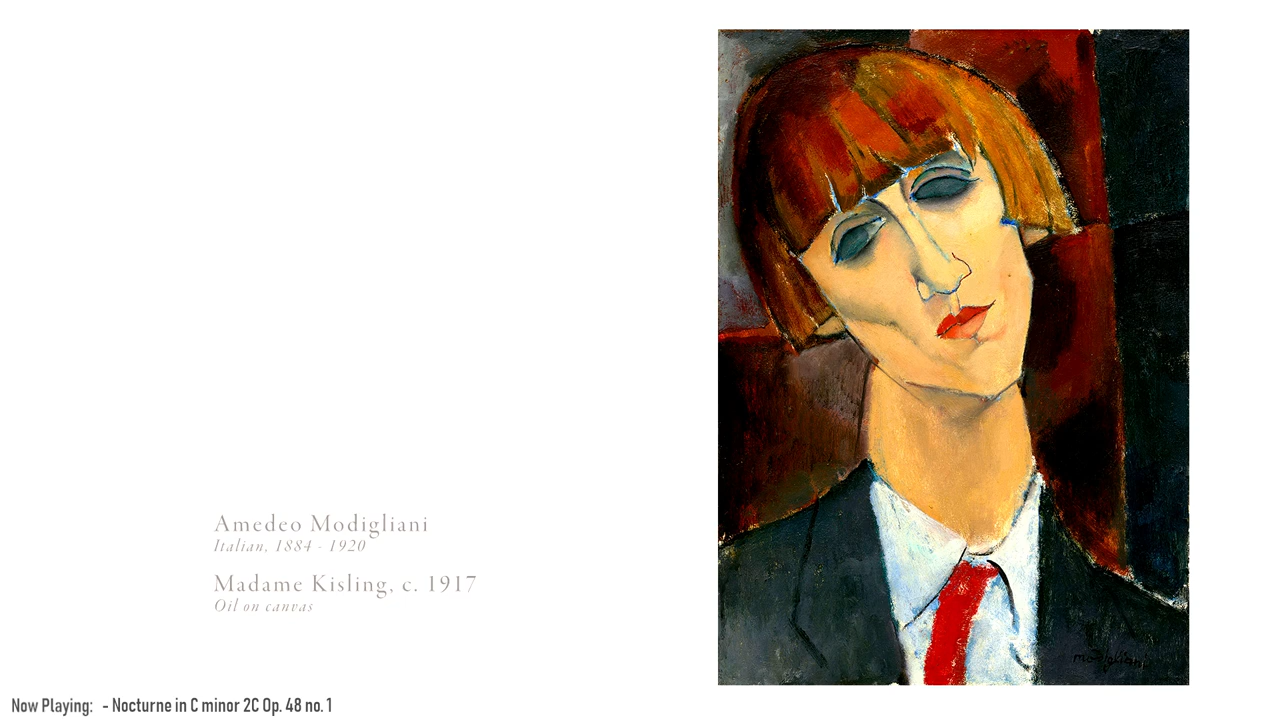 Amedeo Modigliani
Italian, 1884 - 1920
Madame Kisling, c. 1917
Oil on canvas
modigliani
Now Playing: - Nocturne in C minor 2C Op. 48 no. 1